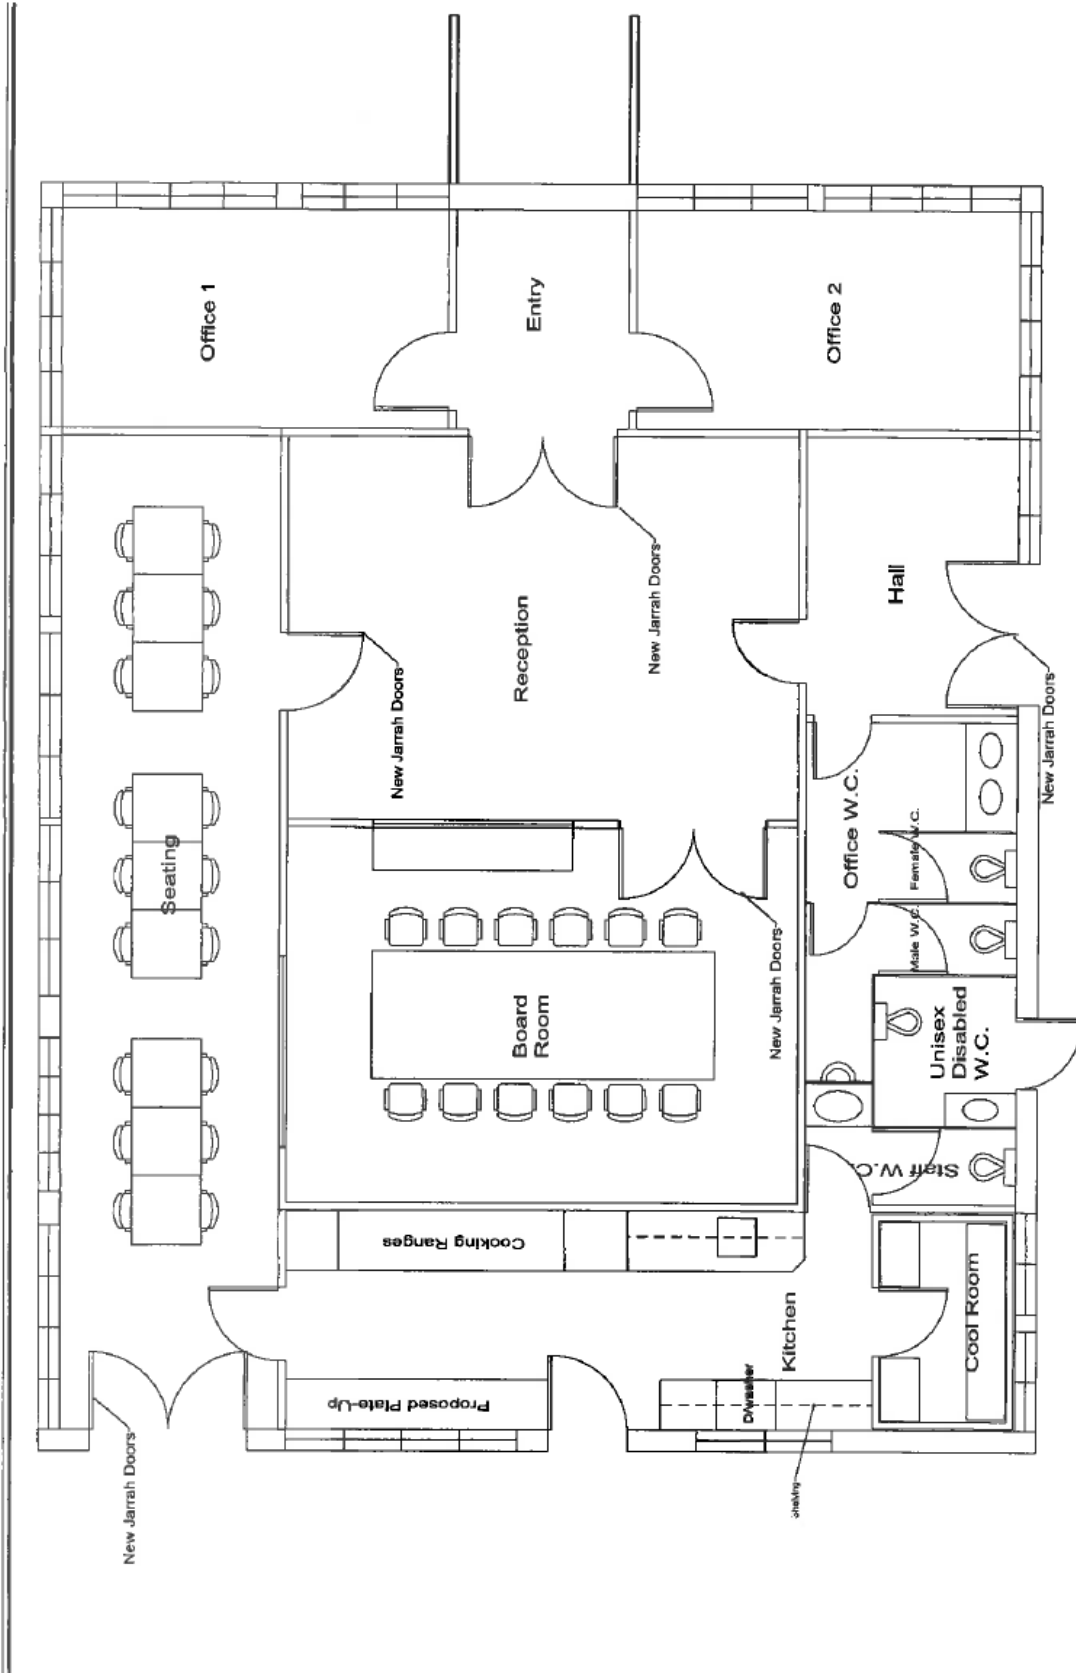 Office 1
Entry
Office 2
New Jarrah Doors
Reception
New Jarrah Doors
Hall
New Jarrah Doors
Seating
Board
Room
New Jarrah Doors
Office W.C.
Female W.C.
Male W.C.
Unisex
Disabled
W.C.
Staff W.C.
Cooking Ranges
Kitchen
Cool Room
Proposed Plate-Up
D/washer
Shelving
New Jarrah Doors